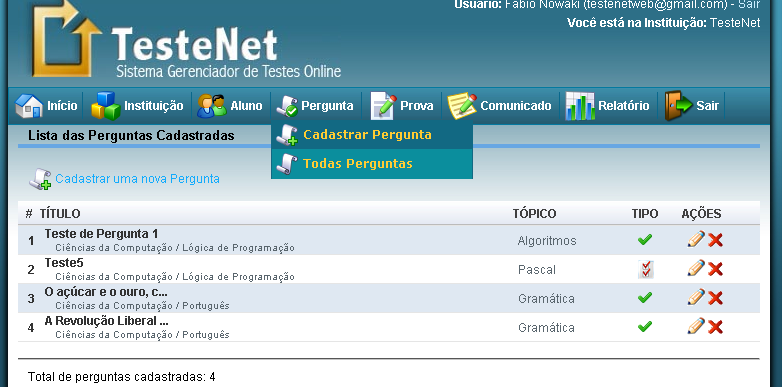 Usuário: Fabio Nowaki (testenetweb@gmail.com) - Sair
Você está na Instituição: TesteNet
TesteNet
Sistema Gerenciador de Testes Online
Início Instituição Aluno Pergunta Prova Comunicado Relatório Sair
Lista das Perguntas Cadastradas
Cadastrar Pergunta
Todas Perguntas
Cadastrar uma nova Pergunta
# TÍTULO TÓPICO TIPO AÇÕES
1 Teste de Pergunta 1 Algoritmos
Ciências da Computação / Lógica de Programação
2 Teste5 Pascal
Ciências da Computação / Lógica de Programação
3 O açúcar e o ouro, c... Gramática
Ciências da Computação / Português
4 A Revolução Liberal ... Gramática
Ciências da Computação / Português
Total de perguntas cadastradas: 4